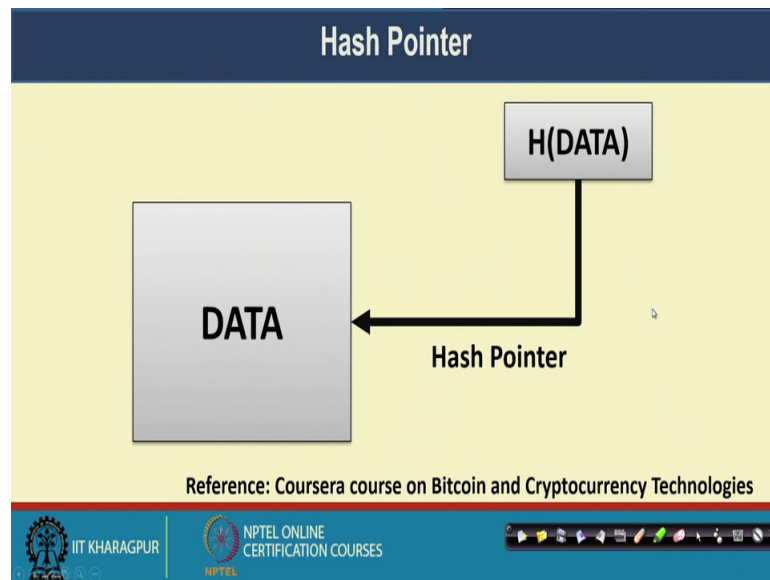 Hash Pointer
H(DATA)
DATA
Hash Pointer
Reference: Coursera course on Bitcoin and Cryptocurrency Technologies
IIT KHARAGPUR
NPTEL
NPTEL ONLINE
CERTIFICATION COURSES